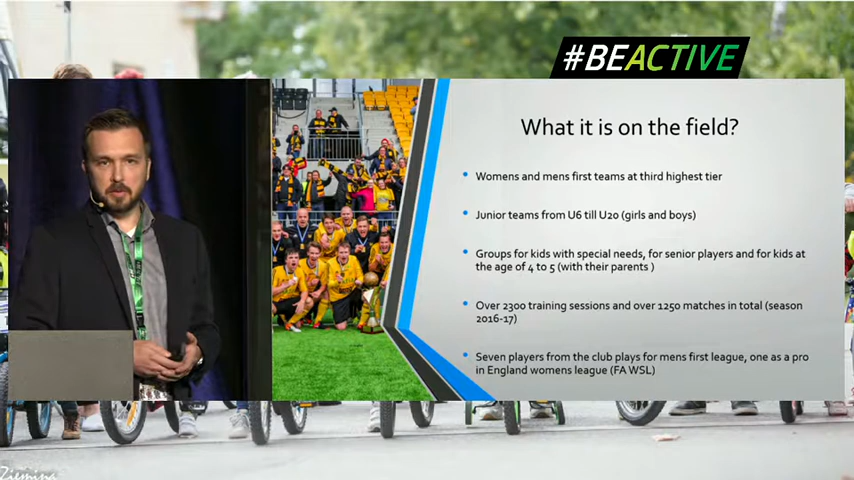 #BEACTIVE
What it is on the field?
Womens and mens first teams at third highest tier
Junior teams from U6 till U20 (girls and boys)
Groups for kids with special needs, for senior players and for kids at
the age of 4 to 5 (with their parents )
Over 2300 training sessions and over 1250 matches in total (season
2016-17)
Seven players from the club plays for mens first league, one as a pro
in England womens league (FA WSL)
Ziemina